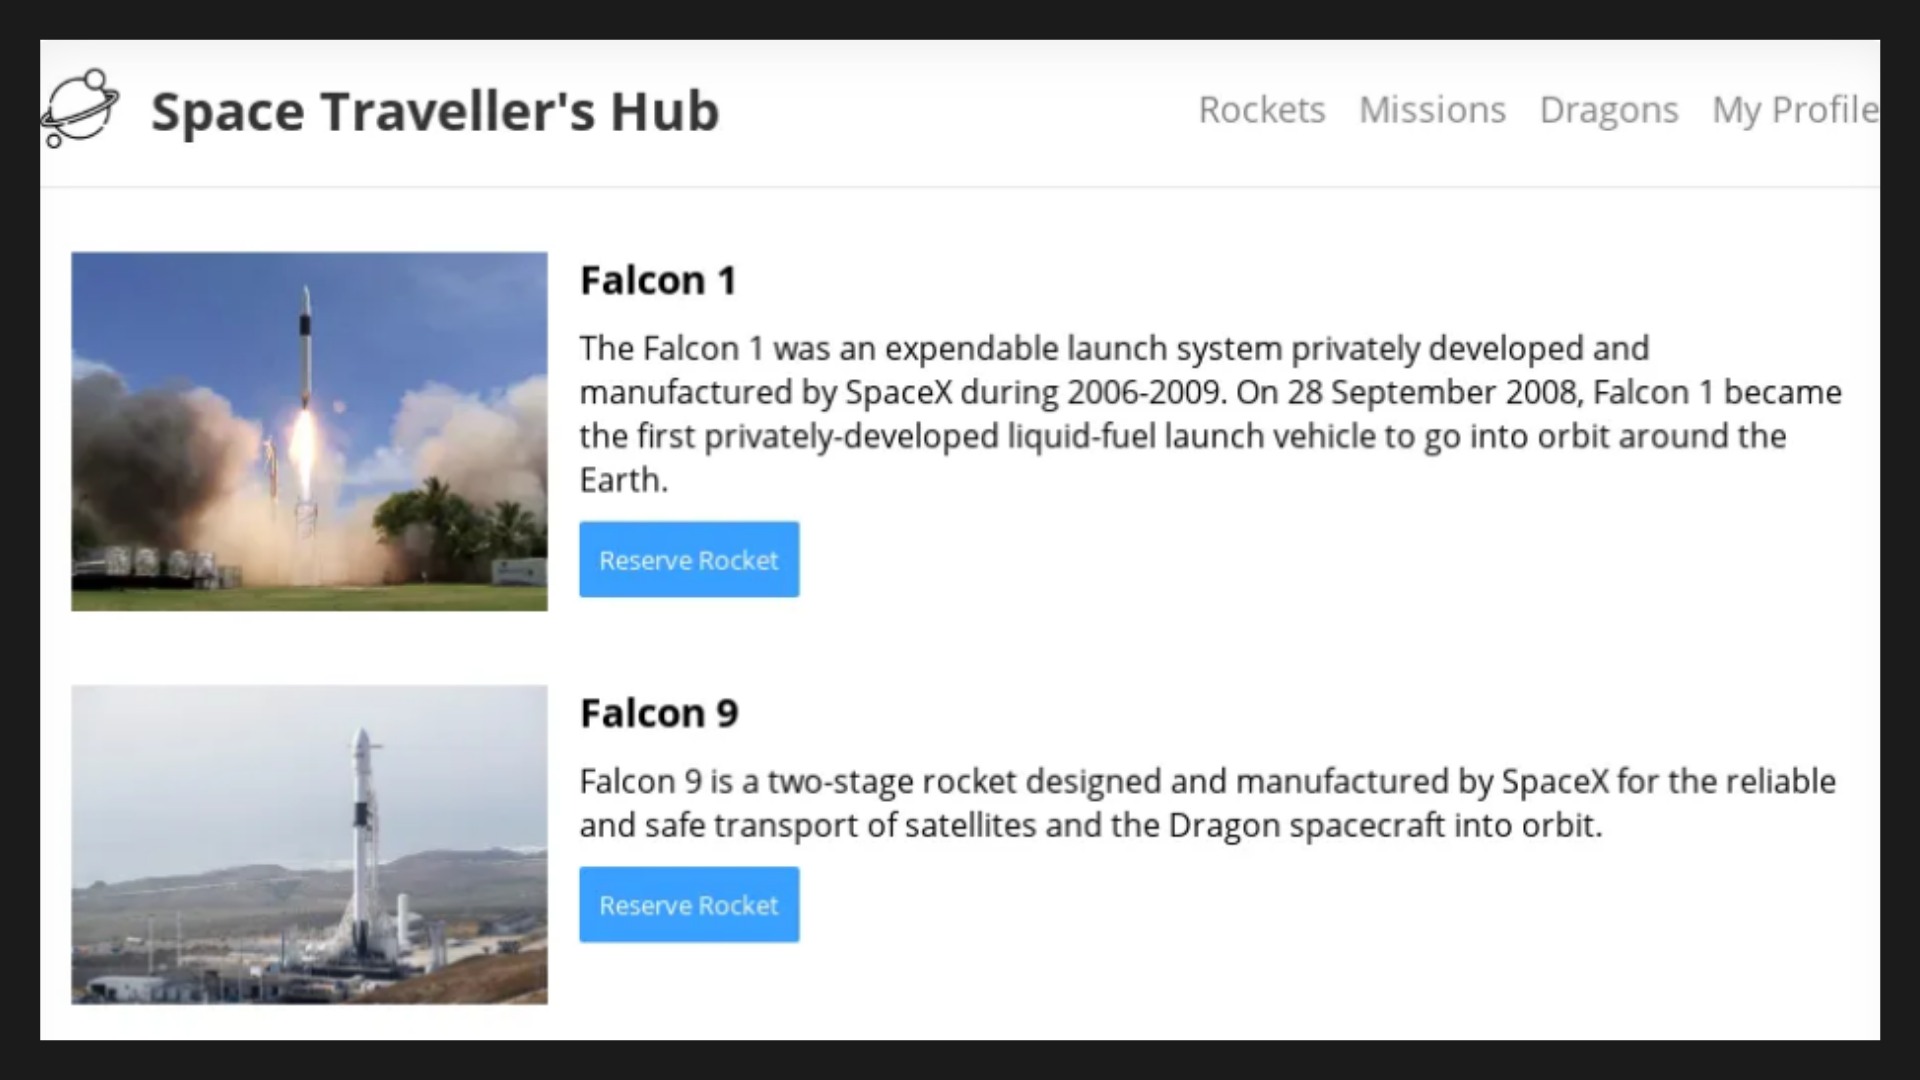 Space Traveller's Hub
Rockets Missions Dragons My Profile
Falcon 1
The Falcon 1 was an expendable launch system privately developed and
manufactured by SpaceX during 2006-2009. On 28 September 2008, Falcon 1 became
the first privately-developed liquid-fuel launch vehicle to go into orbit around the
Earth.
Reserve Rocket
Falcon 9
Falcon 9 is a two-stage rocket designed and manufactured by SpaceX for the reliable
and safe transport of satellites and the Dragon spacecraft into orbit.
Reserve Rocket